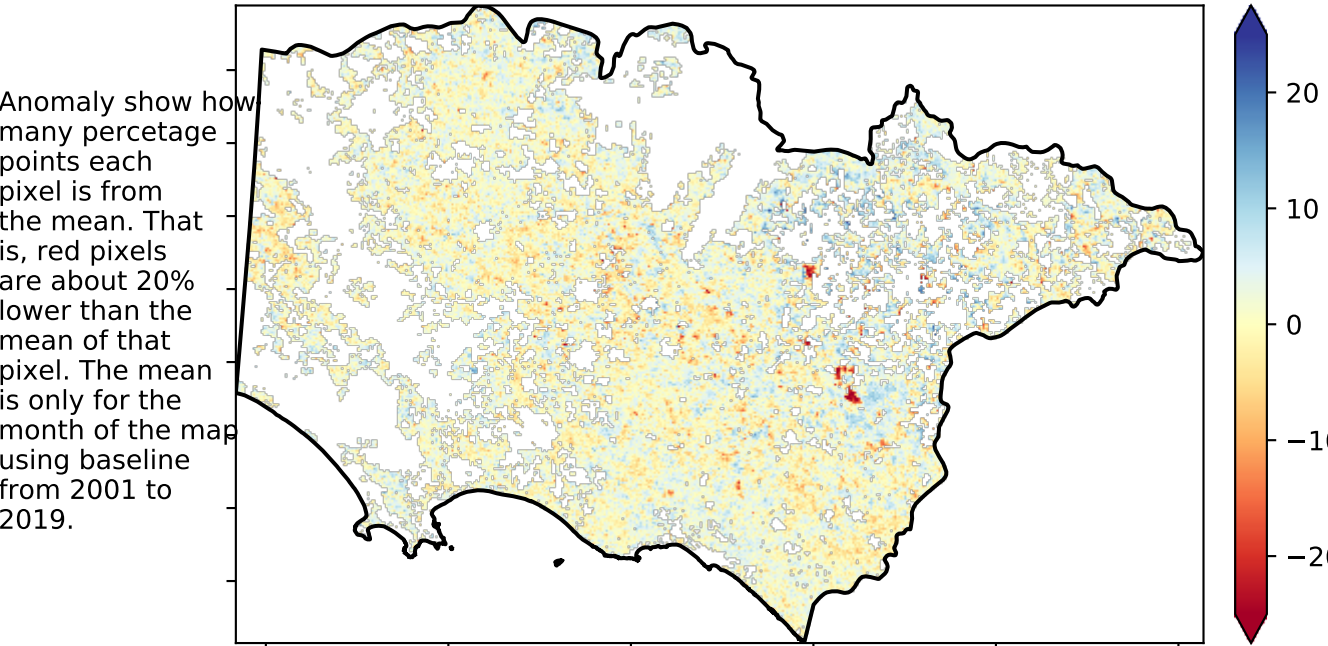 Anomaly show how
many percetage
points each
pixel is from
the mean. That
is, red pixels
are about 20%
lower than the
mean of that
pixel. The mean
is only for the
month of the map
using baseline
from 2001 to
2019.
20
10
0
−10
−20